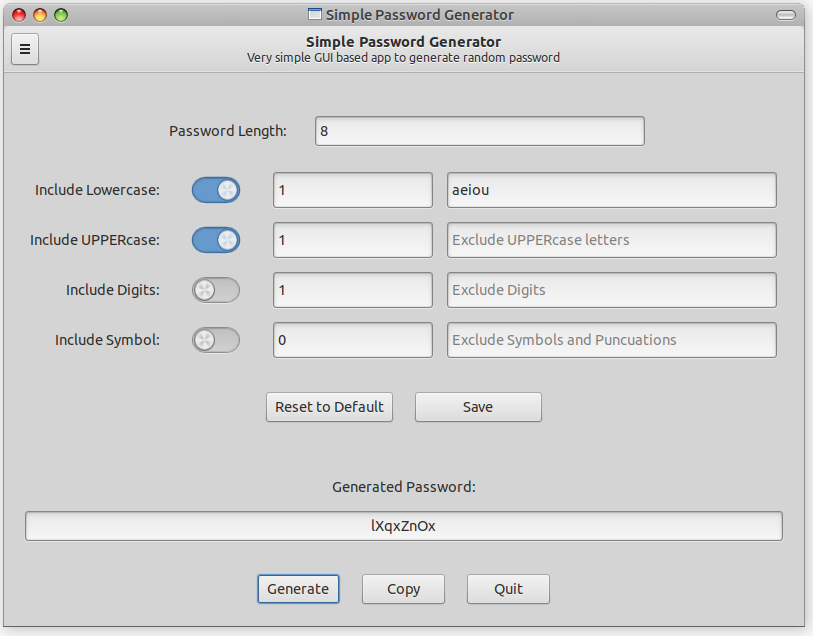 Simple Password Generator
Simple Password Generator
Very simple GUI based app to generate random password
Password Length: 8
Include Lowercase: 1 aeiou
Include UPPERcase: 1 Exclude UPPERcase letters
Include Digits: 1 Exclude Digits
Include Symbol: 0 Exclude Symbols and Puncuations
Reset to Default Save
Generated Password:
lXqxZnOx
Generate Copy Quit